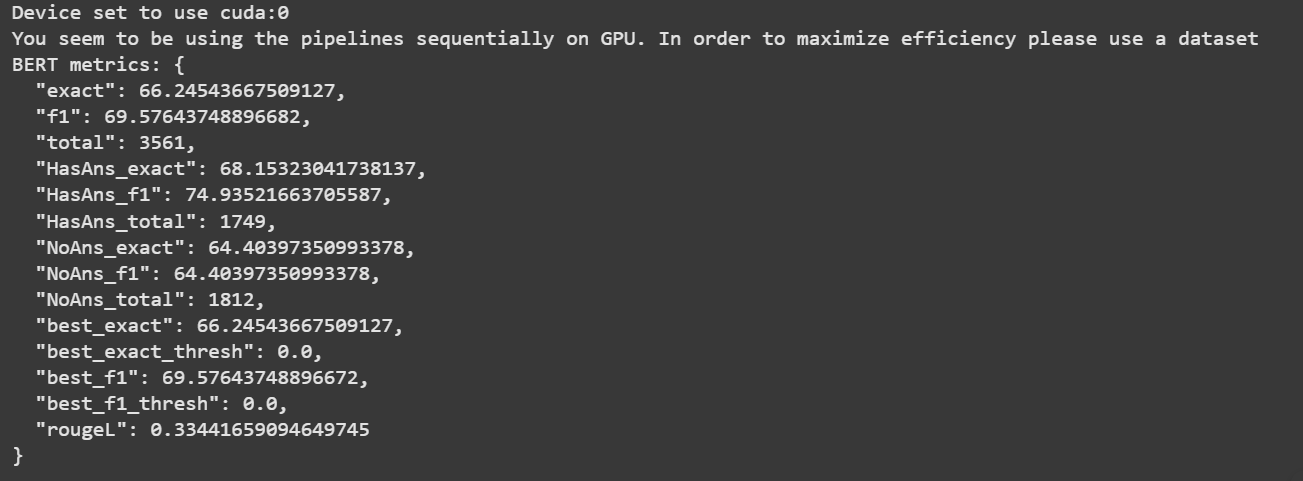 Device set to use cuda:0
You seem to be using the pipelines sequentially on GPU. In order to maximize efficiency please use a dataset
BERT metrics: {
  "exact": 66.24543667509127,
  "f1": 69.57643748896682,
  "total": 3561,
  "HasAns_exact": 68.15323041738137,
  "HasAns_f1": 74.93521663705587,
  "HasAns_total": 1749,
  "NoAns_exact": 64.40397350993378,
  "NoAns_f1": 64.40397350993378,
  "NoAns_total": 1812,
  "best_exact": 66.24543667509127,
  "best_exact_thresh": 0.0,
  "best_f1": 69.57643748896672,
  "best_f1_thresh": 0.0,
  "rougeL": 0.33441659094649745
}